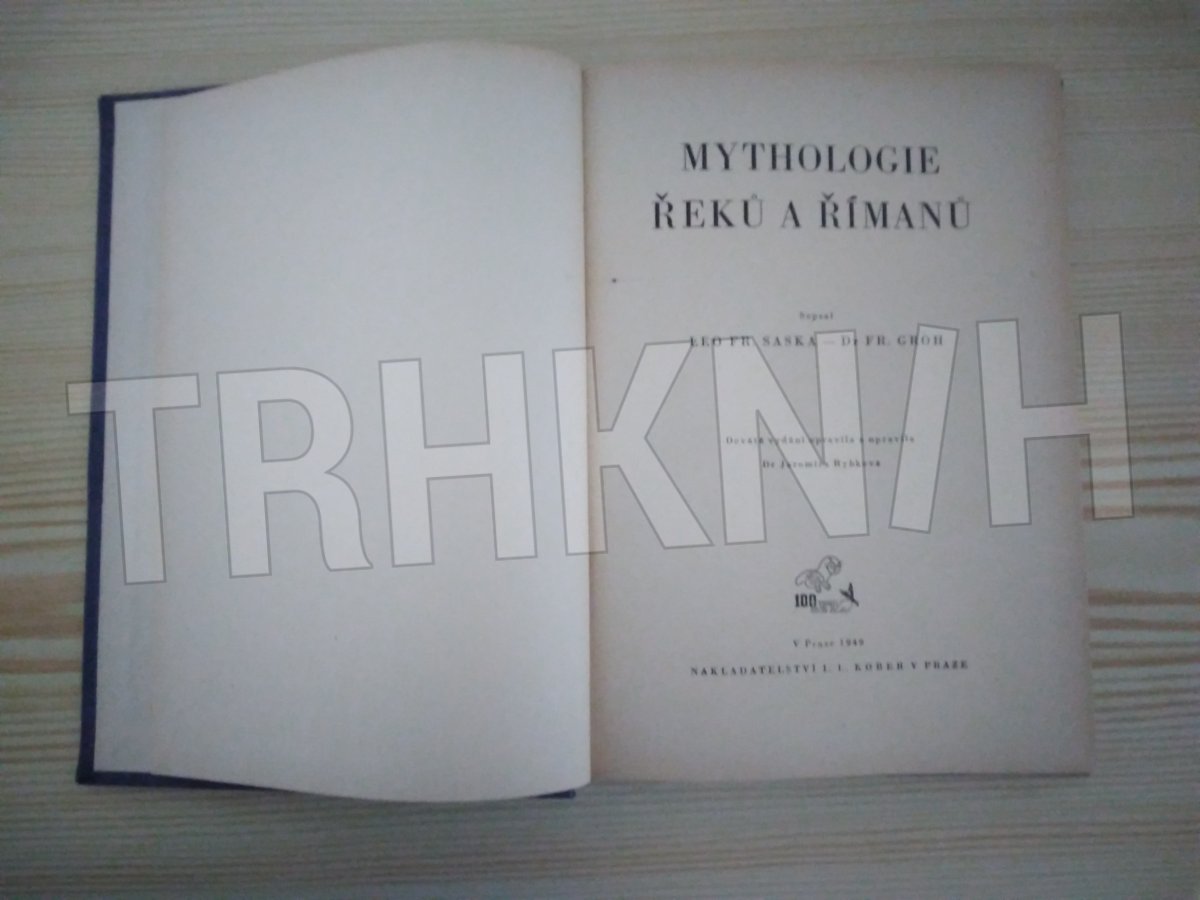 MYTHOLOGIE
ŘEKŮ A ŘÍMANŮ
Sepsal
LEO FR. SASKA — Dr FR. GROH
Deváté vydání upravila a opravila
Dr Jaromíra Rybková
100
V Praze 1949
NAKLADATELSTVÍ I. L. KOBER V PRAZE
TRHKNIH